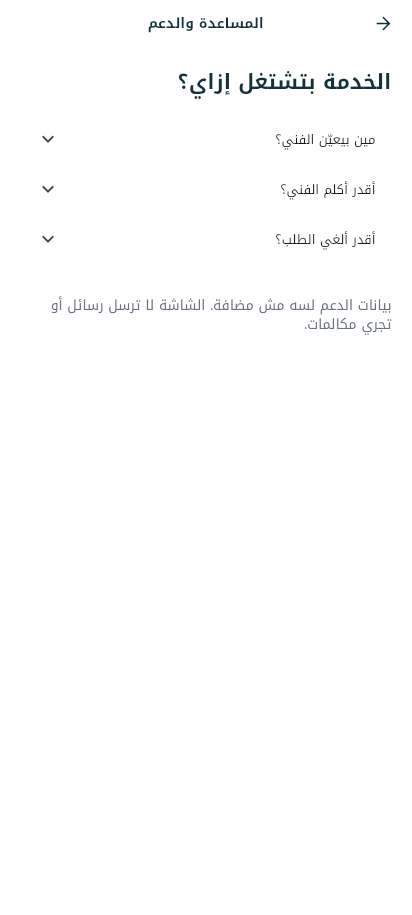 المساعدة والدعم
الخدمة بتشتغل إزاي؟
مين بيعيّن الفني؟
أقدر أكلم الفني؟
أقدر ألغي الطلب؟
بيانات الدعم لسه مش مضافة. الشاشة لا ترسل رسائل أو
تجري مكالمات.